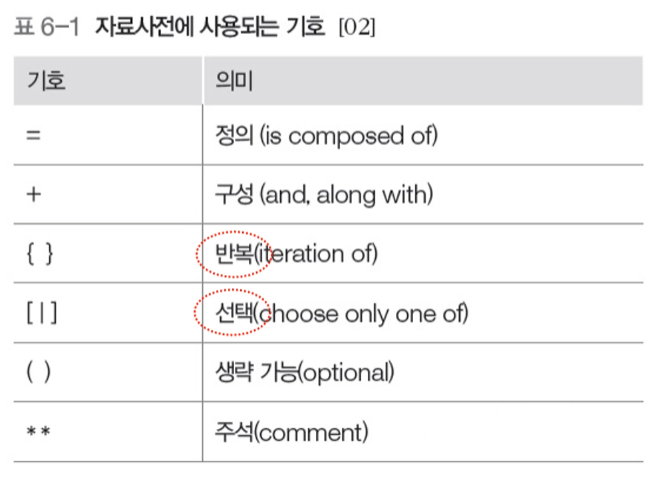 표 6-1 자료사전에 사용되는 기호 [02]
기호 의미
= 정의 (is composed of)
+ 구성 (and, along with)
{ } 반복(iteration of)
[ | ] 선택(choose only one of)
( ) 생략 가능(optional)
** 주석(comment)